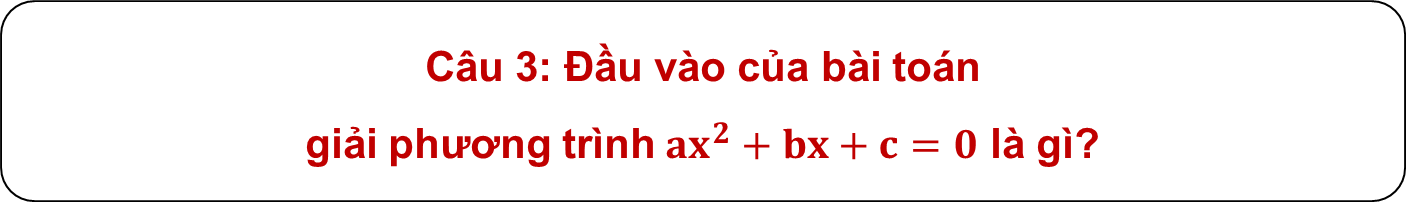 Câu 3: Đầu vào của bài toán
giải phương trình ax² + bx + c = 0 là gì?